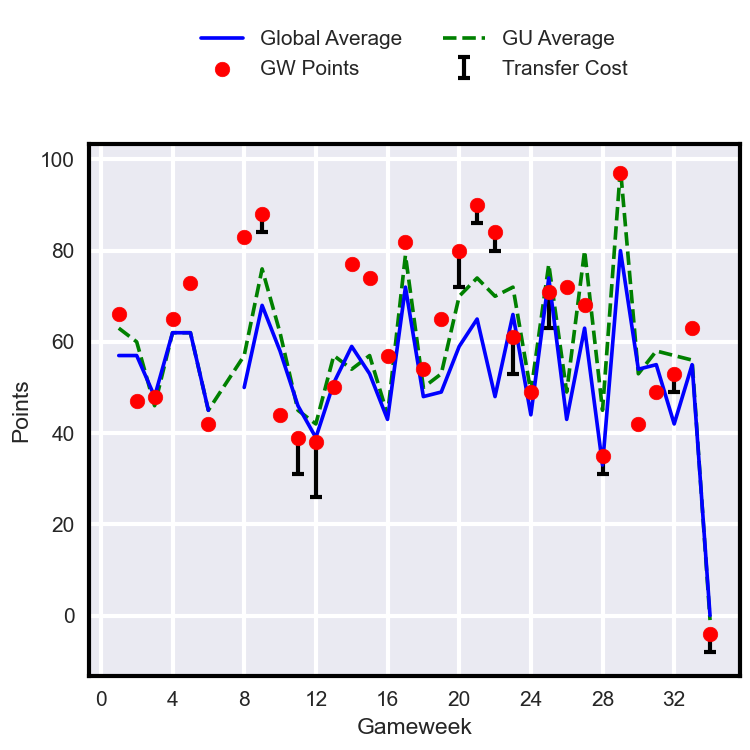 Global Average
GU Average
GW Points
Transfer Cost
100
80
60
40
20
0
Points
0 4 8 12 16 20 24 28 32
Gameweek